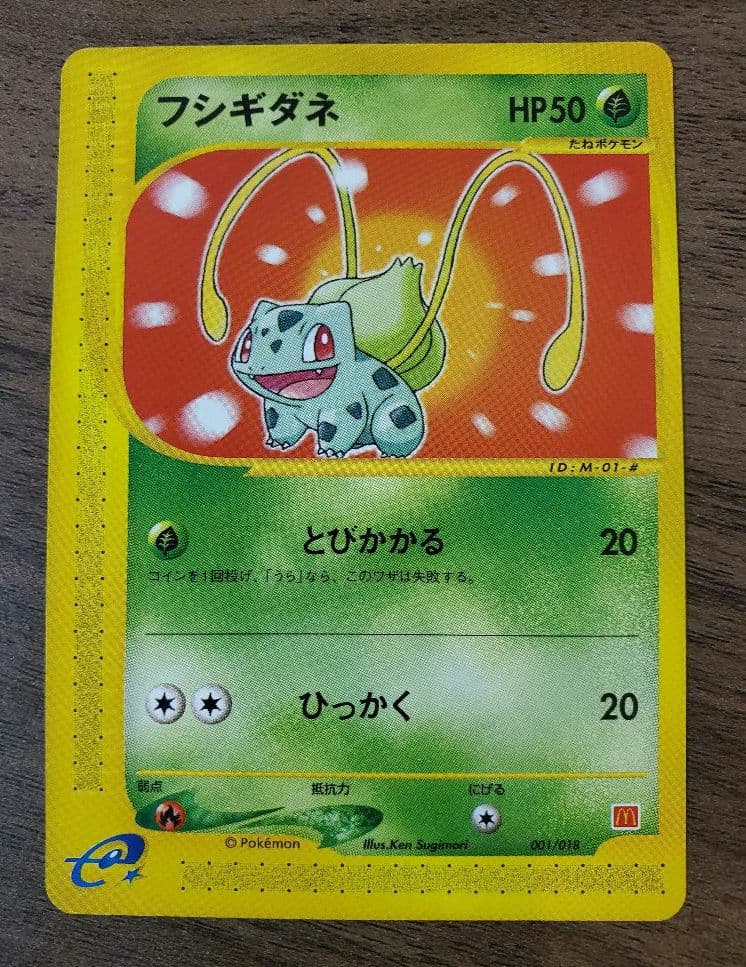 フシギダネ HP50
たねポケモン
ID:M-01-#
とびかかる 20
コインを1回投げ、「うら」なら、このワザは失敗する。
ひっかく 20
弱点 抵抗力 にげる
© Pokémon Illus.Ken Sugimori 001/018